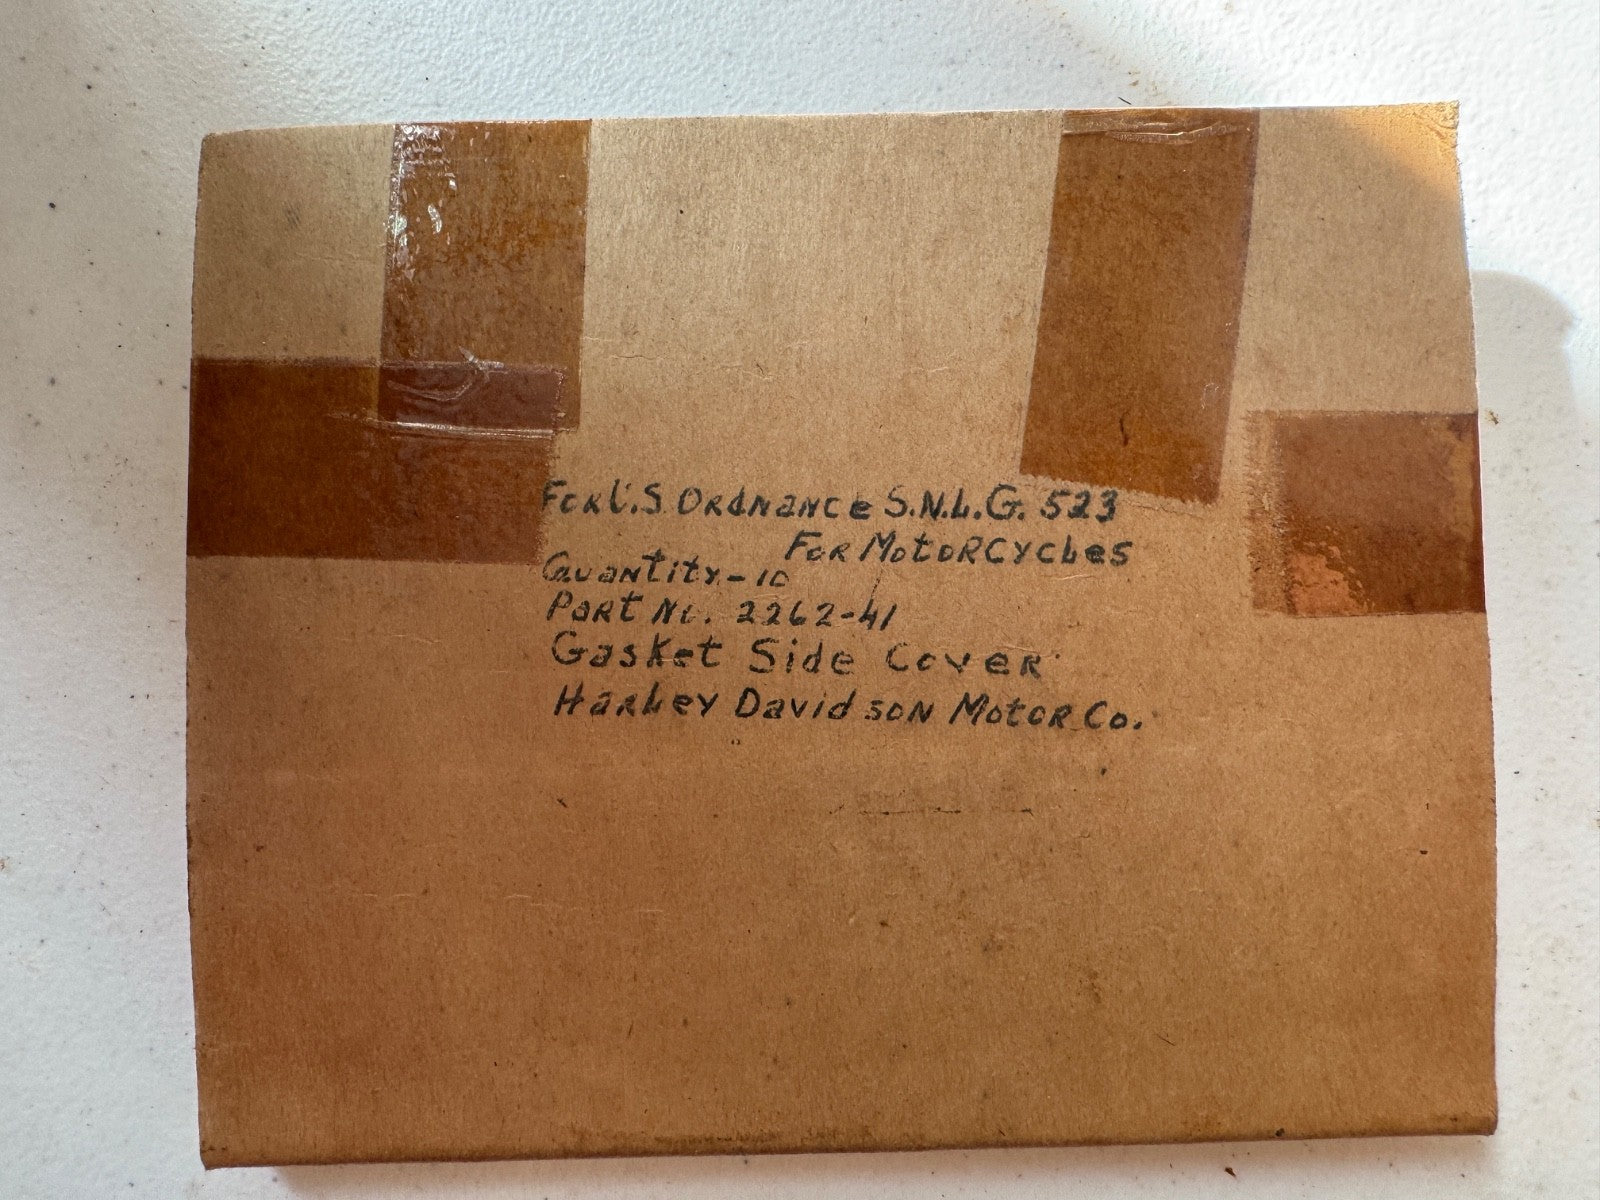 For U.S Ordnance S.N.L.G. 523
For Motorcycles
Quantity - 10
Part No. 2262-41
Gasket Side Cover
Harley Davidson Motor Co.